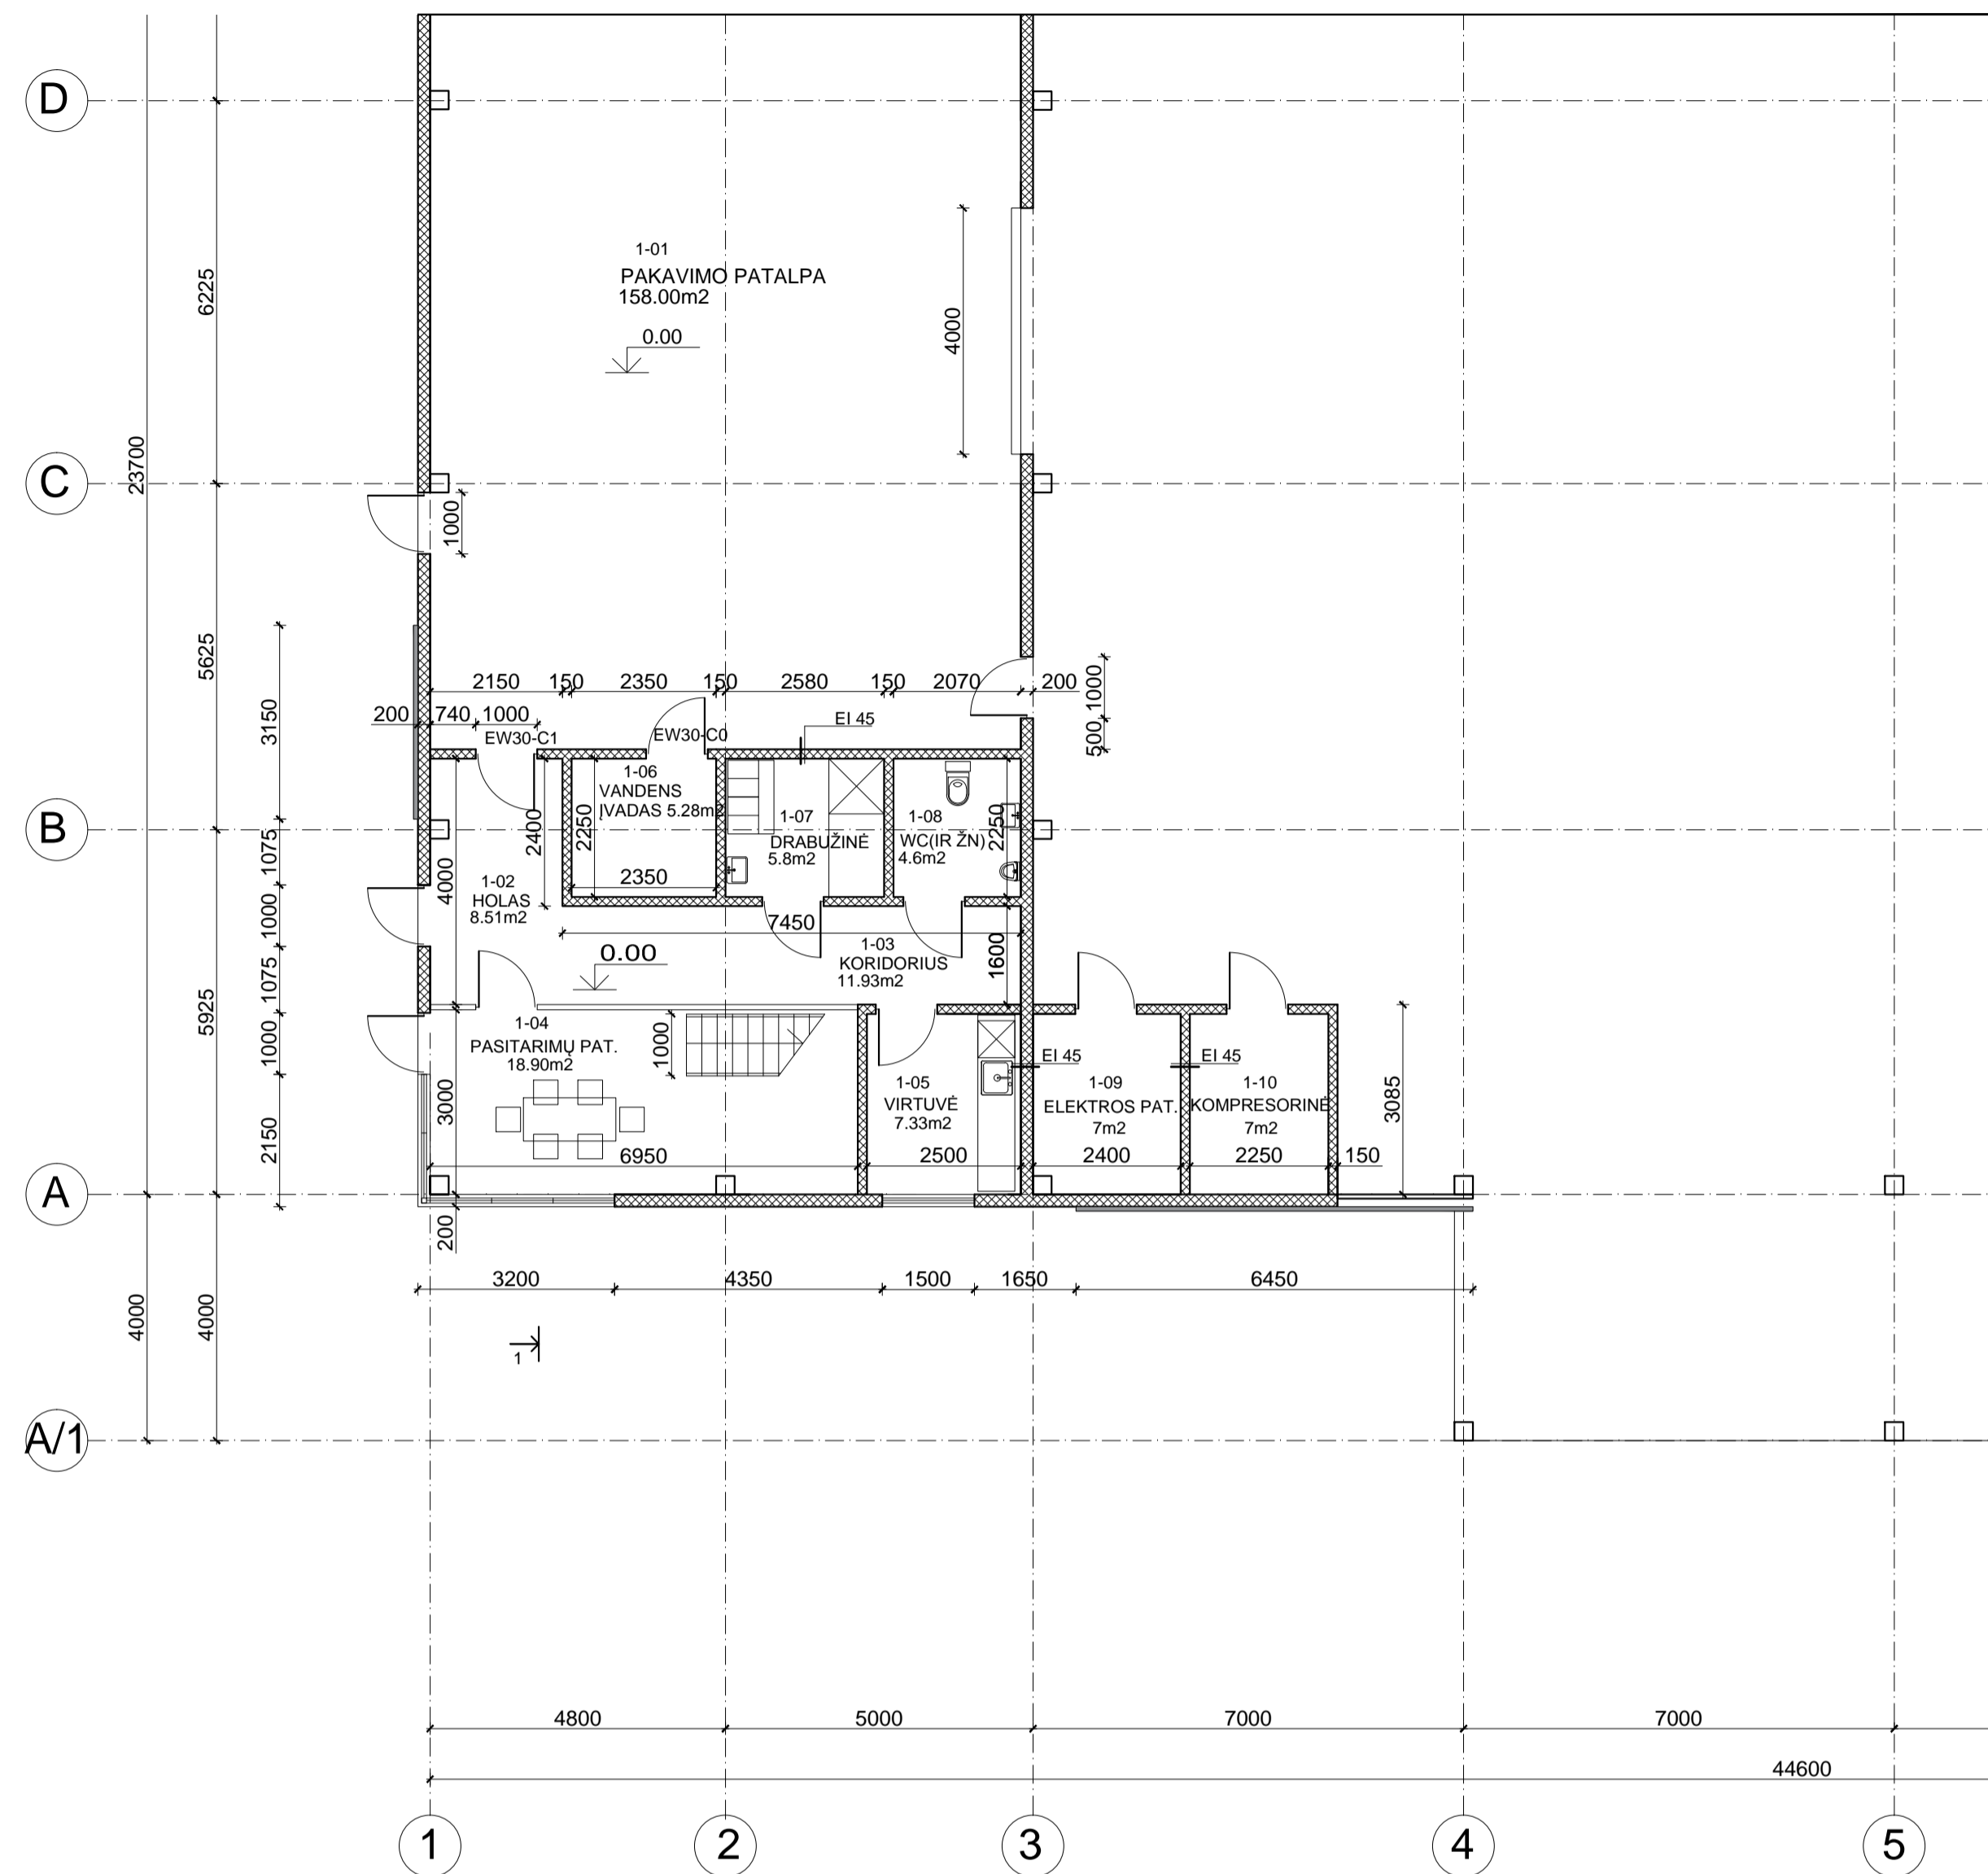 D
1-01
PAKAVIMO PATALPA
158.00m2
0.00
4000
6225
23700
C
1000
5625
3150
2150 150 2350 150 2580 150 2070 200
1000
500
200 740 1000
EW30-C1
EW30-C0
EI 45
B
1-06
VANDENS
ĮVADAS 5.28m2
2250
2400
2350
1-07
DRABUŽINĖ
5.8m2
1-08
WC(IR ŽN)
4.6m2
2250
1075
4000
1-02
HOLAS
8.51m2
1000
7450
1-03
KORIDORIUS
11.93m2
1600
0.00
1075
5925
1000
1-04
PASITARIMŲ PAT.
18.90m2
1000
3000
2150
1-05
VIRTUVĖ
7.33m2
EI 45
1-09
ELEKTROS PAT.
7m2
EI 45
1-10
KOMPRESORINĖ
7m2
3085
6950 2500 2400 2250 150
A
200
3200 4350 1500 1650 6450
4000
4000
1
A/1
4800 5000 7000 7000
44600
1 2 3 4 5